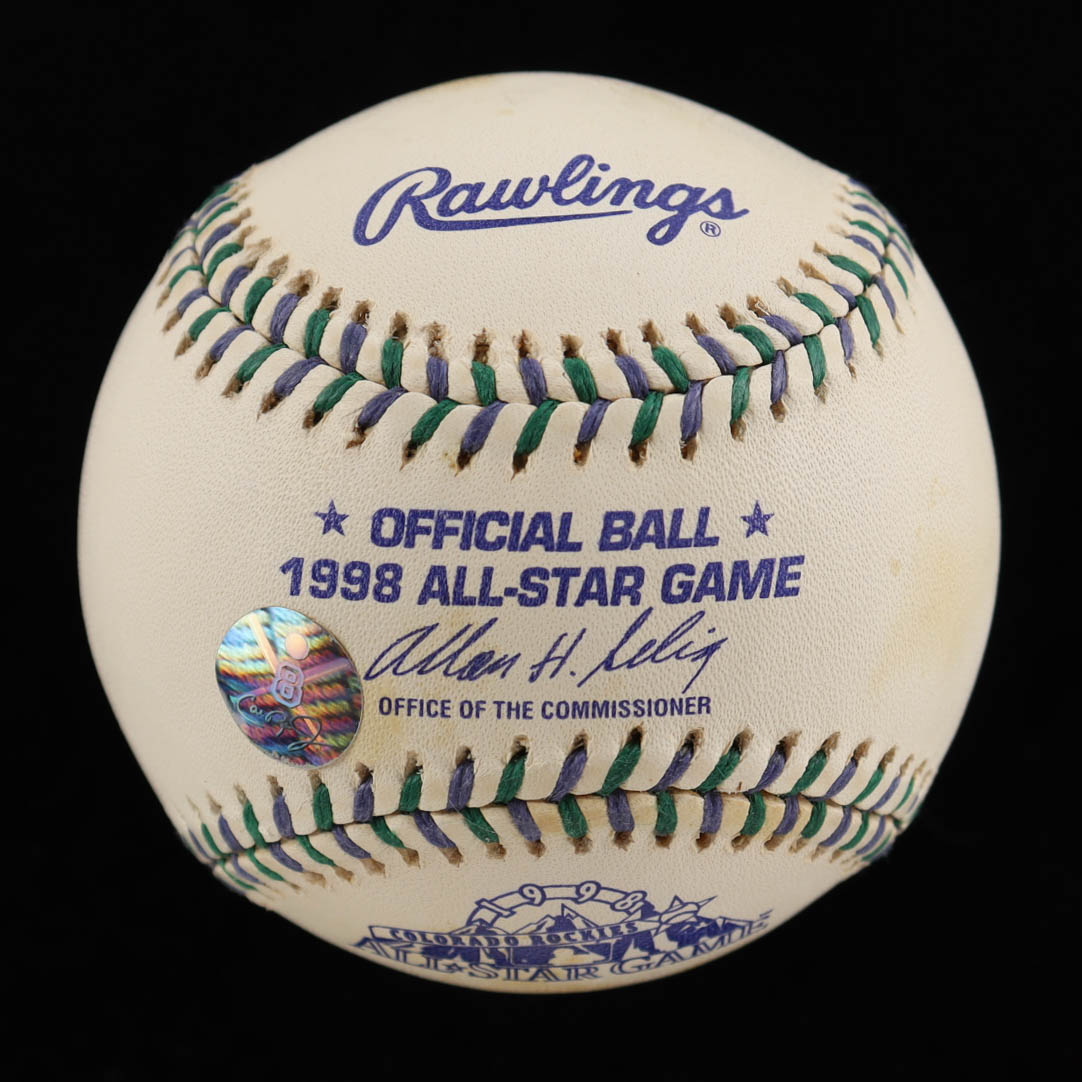 Rawlings®
★ OFFICIAL BALL ★
1998 ALL-STAR GAME
Allan H. Selig
OFFICE OF THE COMMISSIONER
1998
COLORADO ROCKIES
ALL★STAR GAME